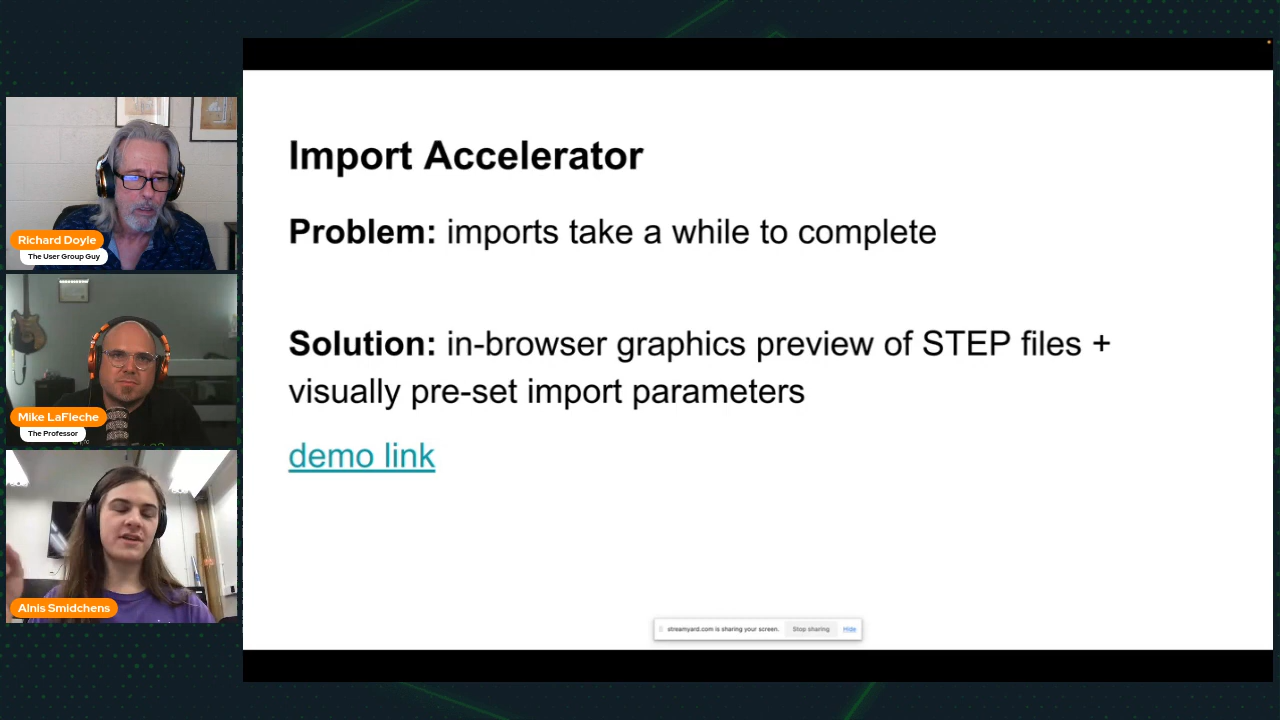 Import Accelerator
Problem: imports take a while to complete
Solution: in-browser graphics preview of STEP files +
visually pre-set import parameters
demo link
streamyard.com is sharing your screen. Stop sharing Hide
Richard Doyle
The User Group Guy
Mike LaFleche
The Professor
Alnis Smidchens